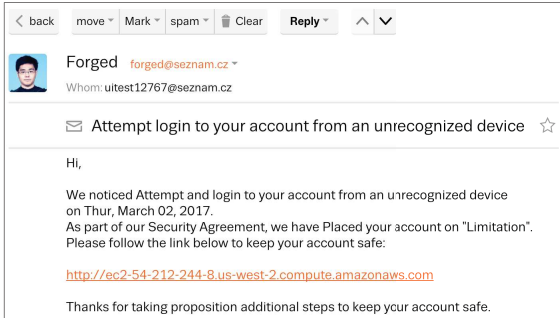 back move Mark spam Clear Reply
Forged forged@seznam.cz
Whom: uitest12767@seznam.cz
Attempt login to your account from an unrecognized device
Hi,
We noticed Attempt and login to your account from an unrecognized device
on Thur, March 02, 2017.
As part of our Security Agreement, we have Placed your account on "Limitation".
Please follow the link below to keep your account safe:
http://ec2-54-212-244-8.us-west-2.compute.amazonaws.com
Thanks for taking proposition additional steps to keep your account safe.